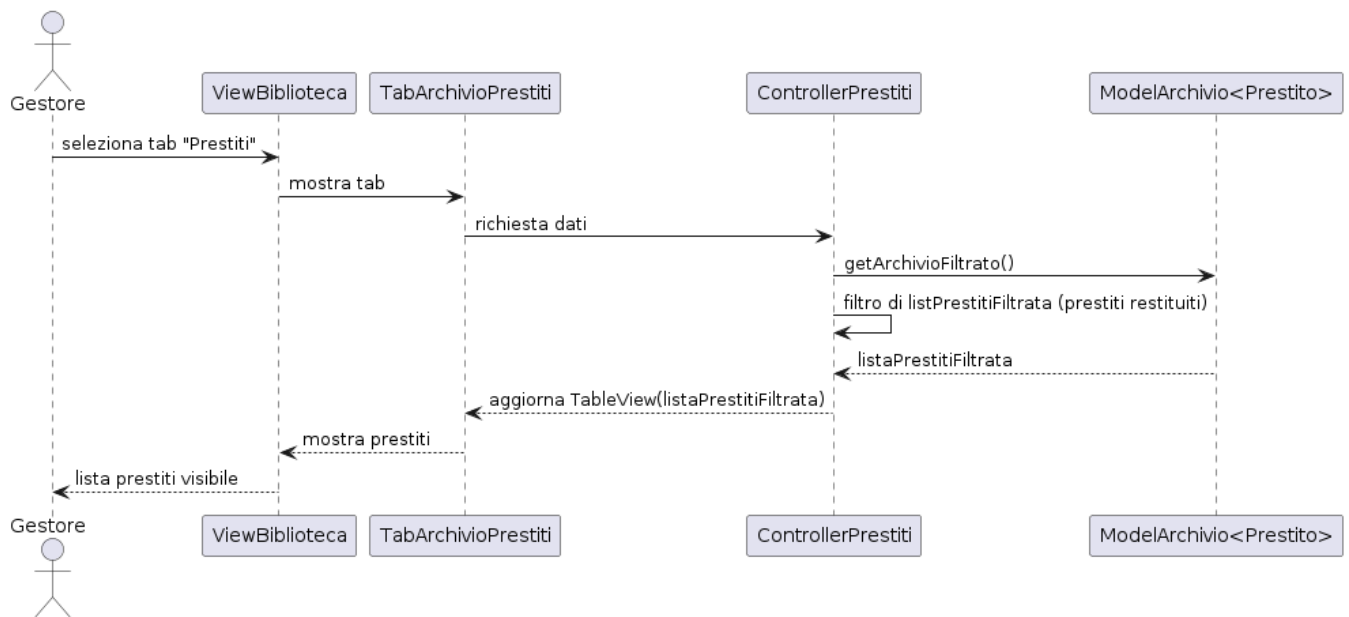 Gestore
ViewBiblioteca
TabArchivioPrestiti
ControllerPrestiti
ModelArchivio<Prestito>
seleziona tab "Prestiti"
mostra tab
richiesta dati
getArchivioFiltrato()
filtro di listPrestitiFiltrata (prestiti restituiti)
listaPrestitiFiltrata
aggiorna TableView(listaPrestitiFiltrata)
mostra prestiti
lista prestiti visibile
Gestore
ViewBiblioteca
TabArchivioPrestiti
ControllerPrestiti
ModelArchivio<Prestito>